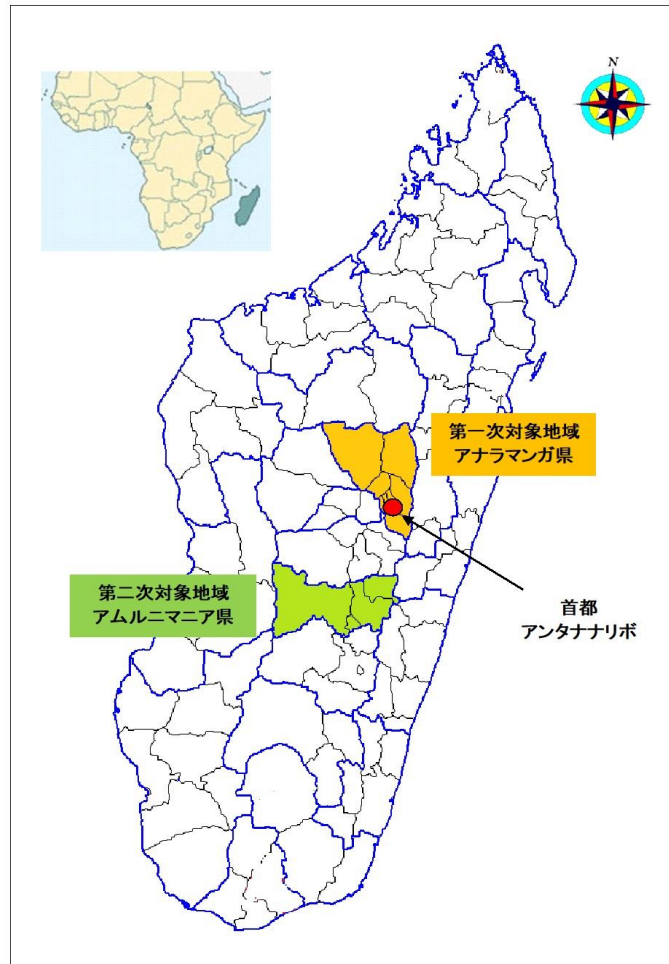 N
第一次対象地域
アナラマンガ県
第二次対象地域
アムルニマニア県
首都
アンタナナリボ